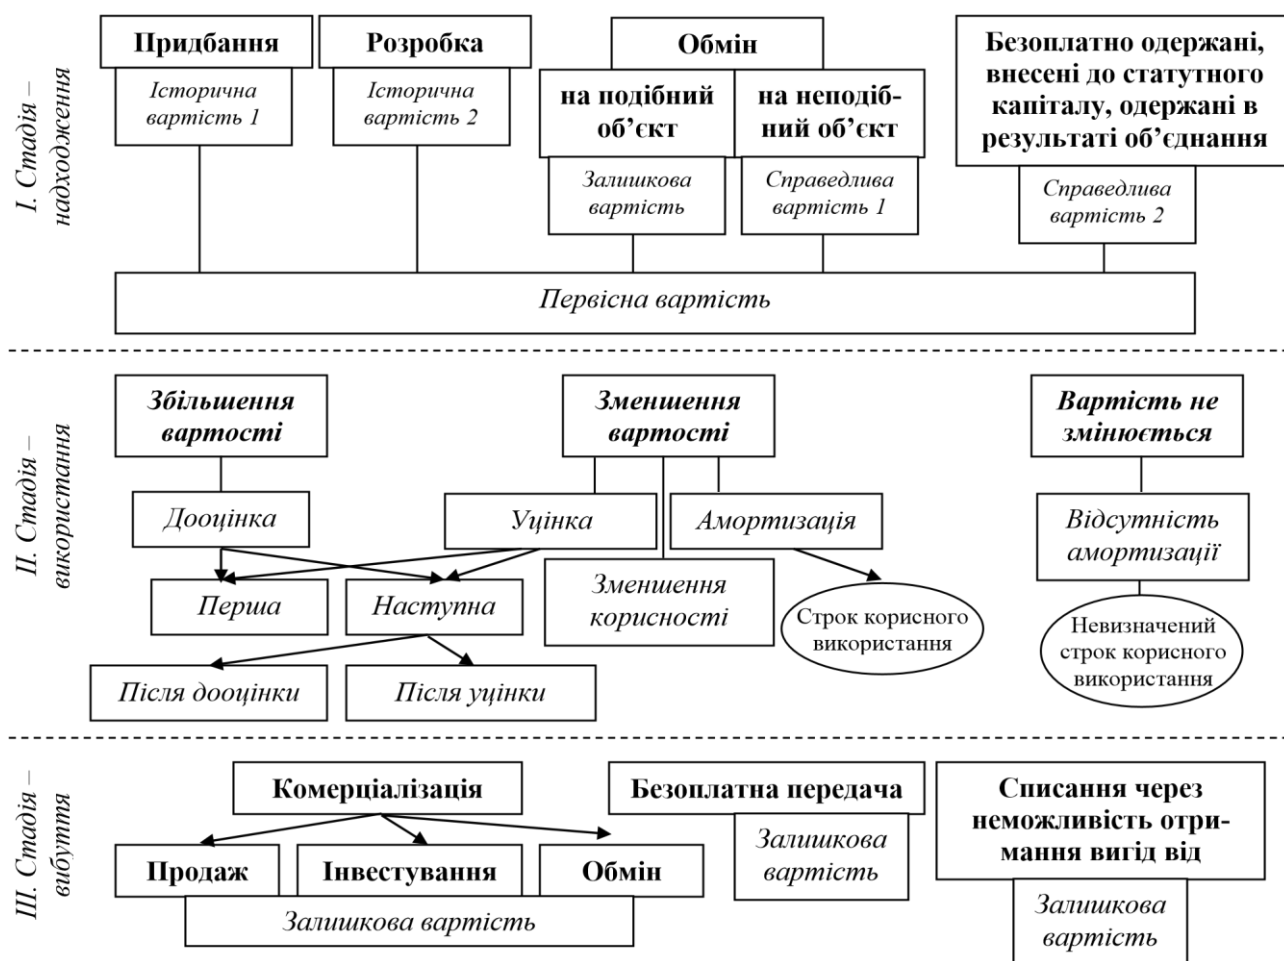 I. Стадія –
надходження
Придбання
Історична
вартість 1
Розробка
Історична
вартість 2
Обмін
на подібний
об’єкт
Залишкова
вартість
на неподіб-
ний об’єкт
Справедлива
вартість 1
Безоплатно одержані,
внесені до статутного
капіталу, одержані в
результаті об’єднання
Справедлива
вартість 2
Первісна вартість
II. Стадія –
використання
Збільшення
вартості
Зменшення
вартості
Вартість не
змінюється
Дооцінка
Уцінка
Амортизація
Відсутність
амортизації
Перша
Наступна
Зменшення
корисності
Строк корисного
використання
Невизначений
строк корисного
використання
Після дооцінки
Після уцінки
III. Стадія –
вибуття
Комерціалізація
Продаж
Інвестування
Обмін
Залишкова вартість
Безоплатна передача
Залишкова
вартість
Списання через
неможливість отри-
мання вигід від
Залишкова
вартість